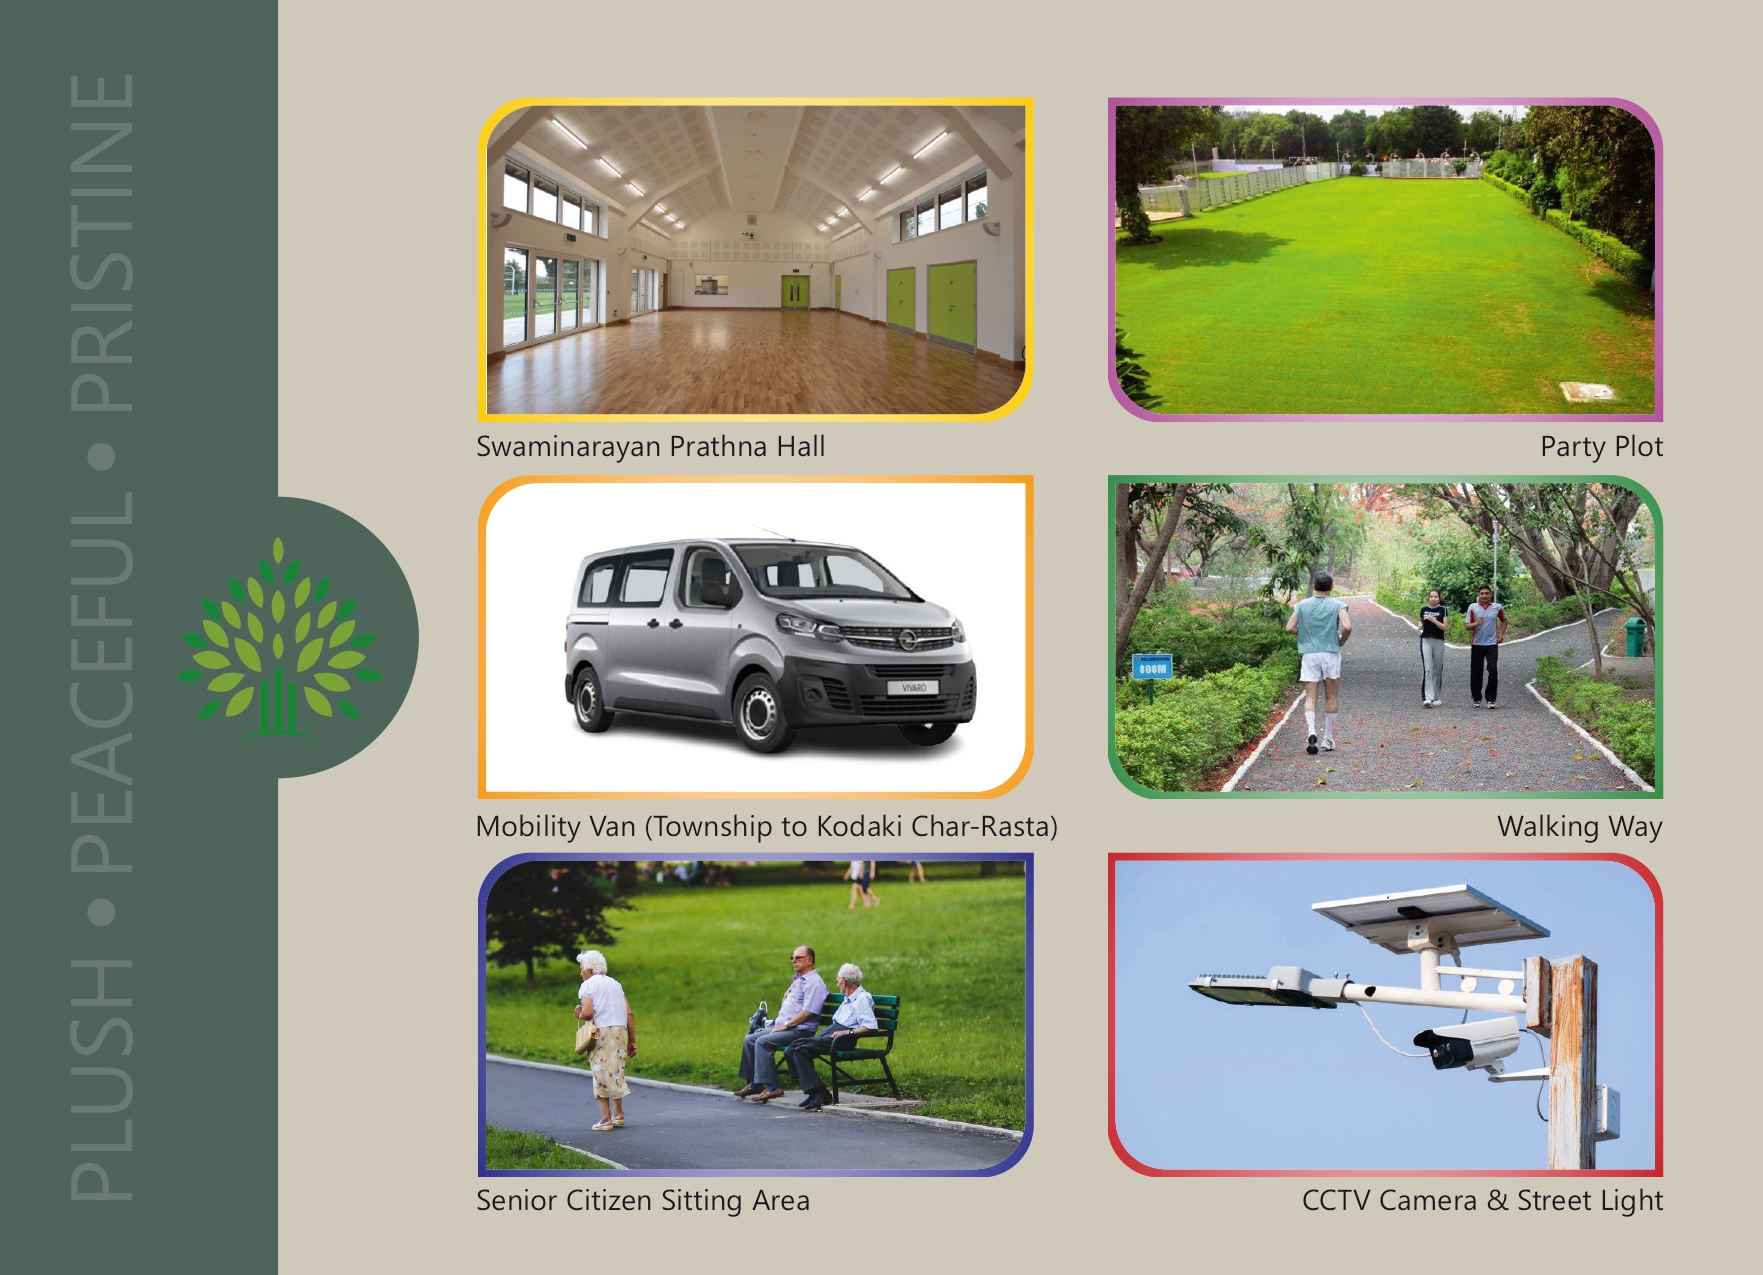 PLUSH • PEACEFUL • PRISTINE
Swaminarayan Prathna Hall
Party Plot
VIVARO
800M
Mobility Van (Township to Kodaki Char-Rasta)
Walking Way
Senior Citizen Sitting Area
CCTV Camera & Street Light